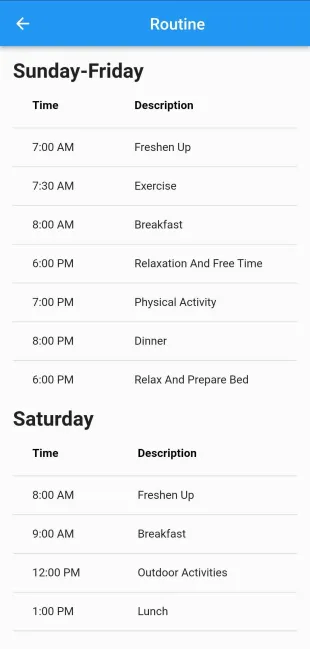 Routine
Sunday-Friday
Time Description
7:00 AM Freshen Up
7:30 AM Exercise
8:00 AM Breakfast
6:00 PM Relaxation And Free Time
7:00 PM Physical Activity
8:00 PM Dinner
6:00 PM Relax And Prepare Bed
Saturday
Time Description
8:00 AM Freshen Up
9:00 AM Breakfast
12:00 PM Outdoor Activities
1:00 PM Lunch